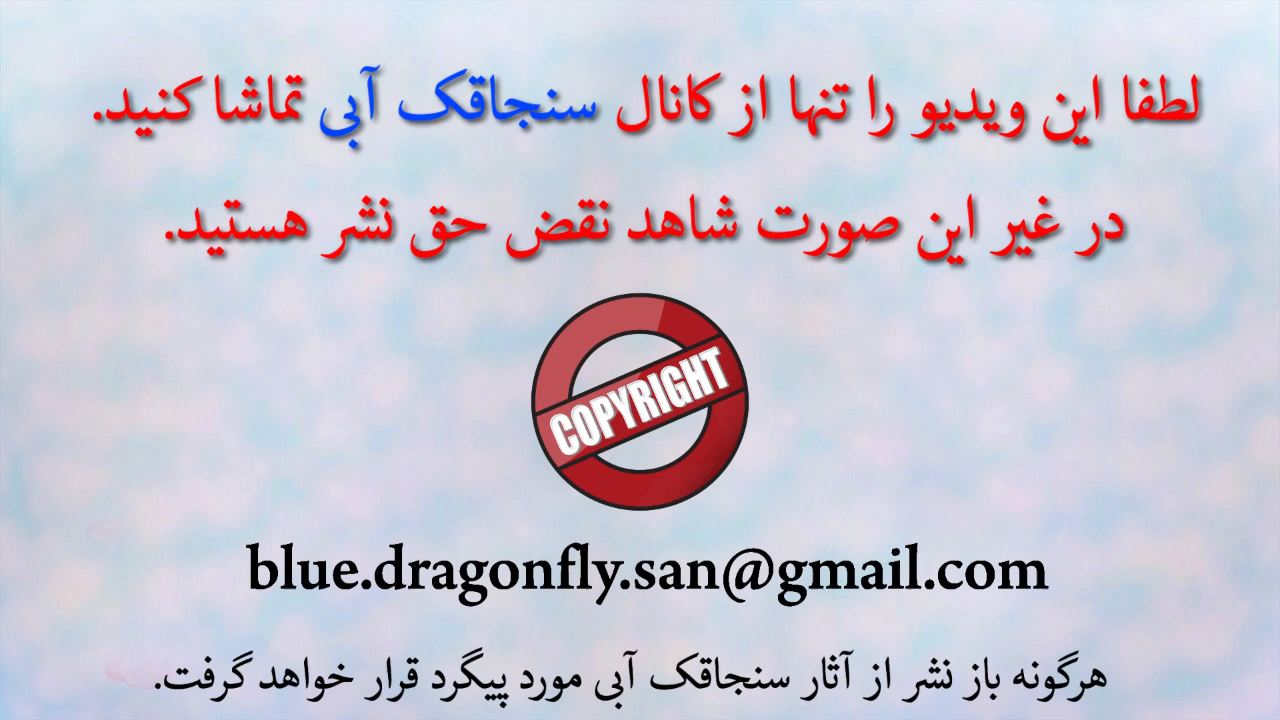 لطفا این ویدیو را تنها از کانال سنجاقک آبی تماشا کنید.
در غیر این صورت شاهد نقض حق نشر هستید.
COPYRIGHT
blue.dragonfly.san@gmail.com
هرگونه باز نشر از آثار سنجاقک آبی مورد پیگرد قرار خواهد گرفت.